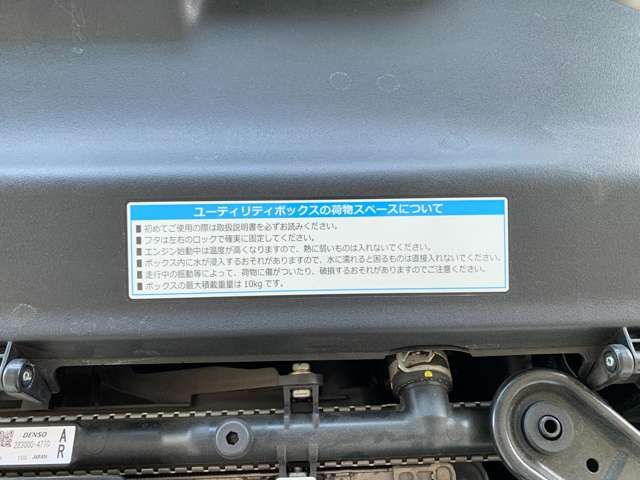 ユーティリティボックスの荷物スペースについて
■初めてご使用の際は取扱説明書を必ずお読みください。
■フタは左右のロックで確実に固定してください。
■エンジン始動中は温度が高くなりますので、熱に弱いものは入れないでください。
■ボックス内に水が浸入するおそれがありますので、水に濡れると困るものは直接入れないでください。
■走行中の振動等によって、荷物に傷がついたり、破損するおそれがありますのでご注意ください。
■ボックスの最大積載重量は10kgです。
DENSO
283000-4770
JAPAN
A
R